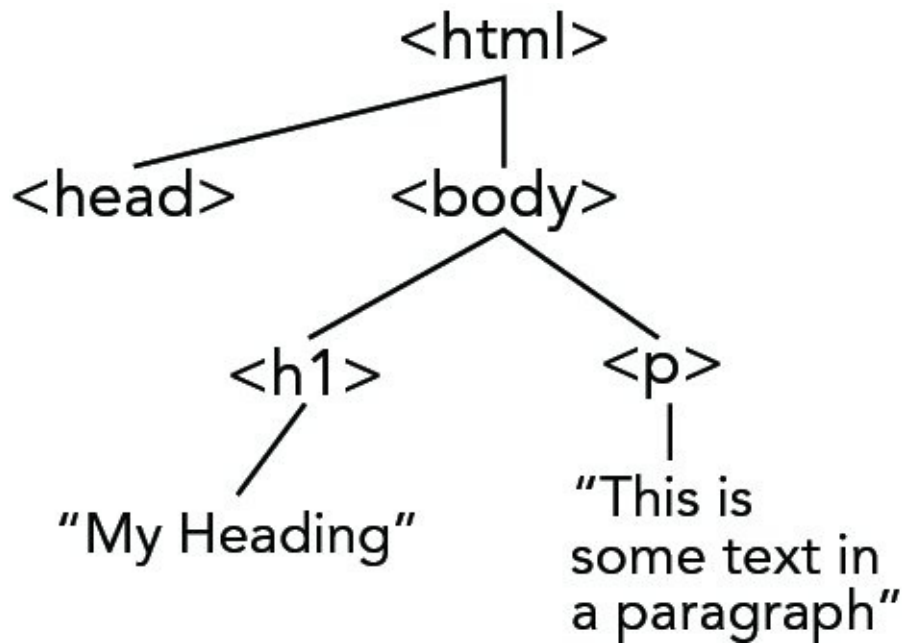 <html>
<head> <body>
<h1> <p>
"My Heading"
"This is
some text in
a paragraph"